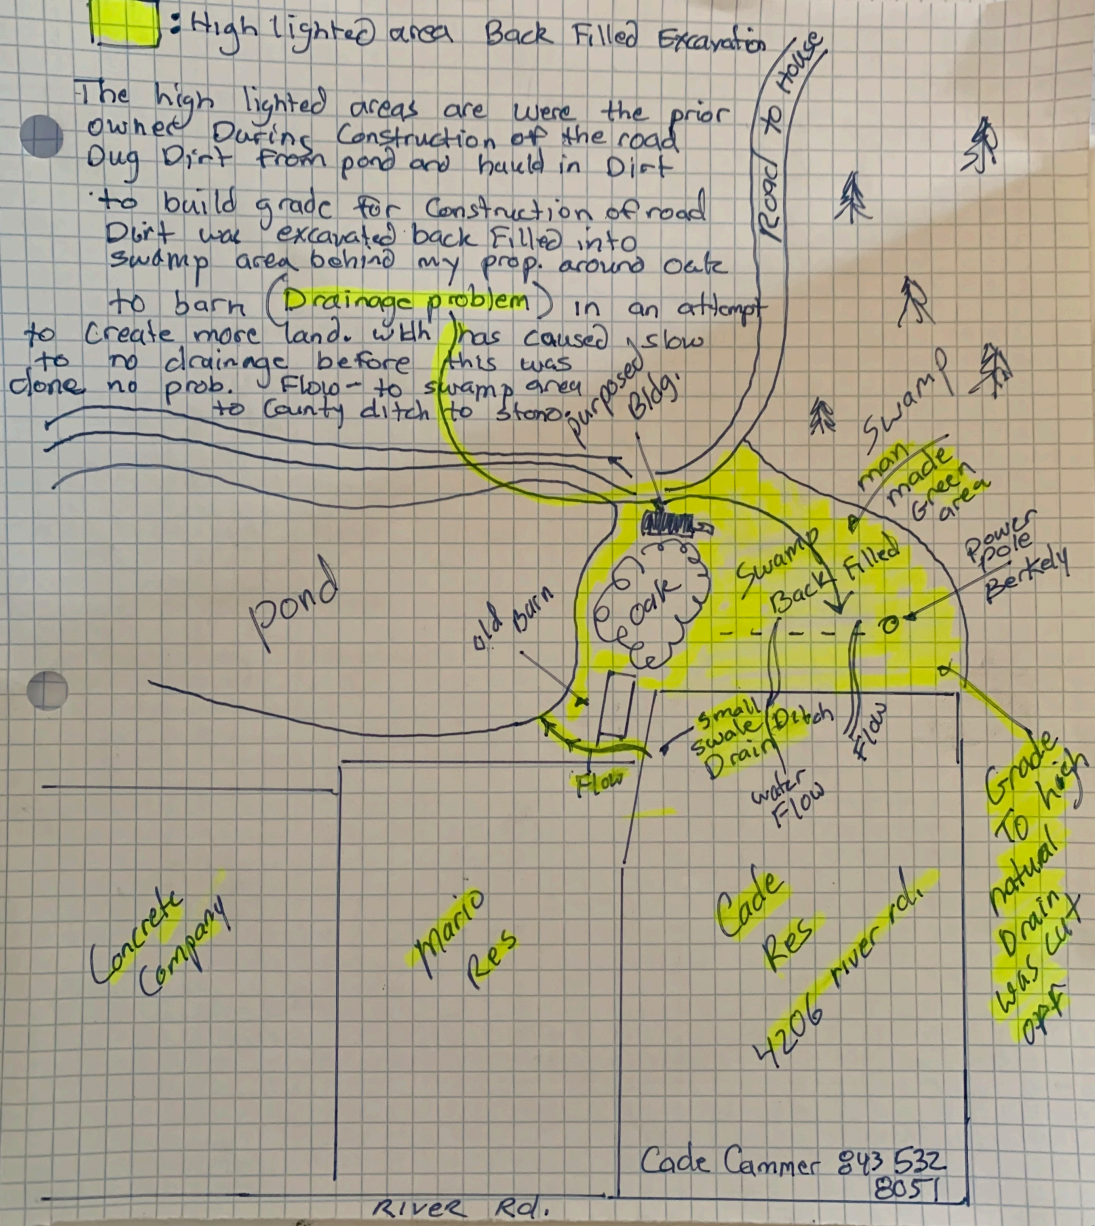 : High lighted area Back Filled Excavation
The high lighted areas are were the prior
owner During Construction of the road
Dug Dirt from pond and hauld in Dirt
to build grade for Construction of road
Dirt was excavated back Filled into
swamp area behind my prop. around oak
to barn (Drainage problem) in an attempt
to create more land. with has caused slow
to no drainage before this was
done no prob. Flow - to swamp area
to County ditch to stono.
Road to House
purposed
Bldg.
Swamp
man
made
Green
area
power
pole
Berkely
Swamp
Back Filled
oak
pond
old Barn
small
swale Ditch
Drain
Flow
water
Flow
Flow
Grade
To high
natural
Drain
was cut
off
Concrete
Company
Mario
Res
Cade
Res
4206 river rd.
Cade Cammer 843 532
8051
River Rd.